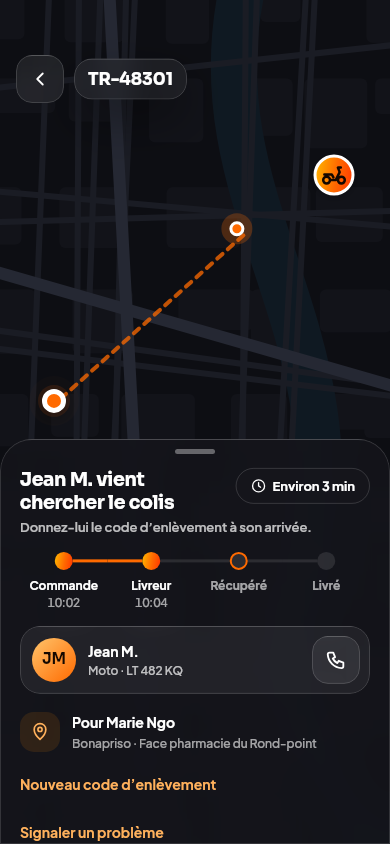 TR-48301
Jean M. vient
chercher le colis
Environ 3 min
Donnez-lui le code d’enlèvement à son arrivée.
Commande
Livreur
Récupéré
Livré
10:02
10:04
JM
Jean M.
Moto · LT 482 KQ
Pour Marie Ngo
Bonapriso · Face pharmacie du Rond-point
Nouveau code d’enlèvement
Signaler un problème